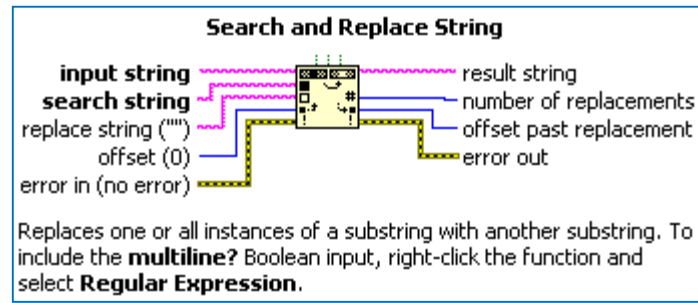 Search and Replace String
input string
search string
replace string ("")
offset (0)
error in (no error)
result string
number of replacements
offset past replacement
error out
Replaces one or all instances of a substring with another substring. To
include the multiline? Boolean input, right-click the function and
select Regular Expression.